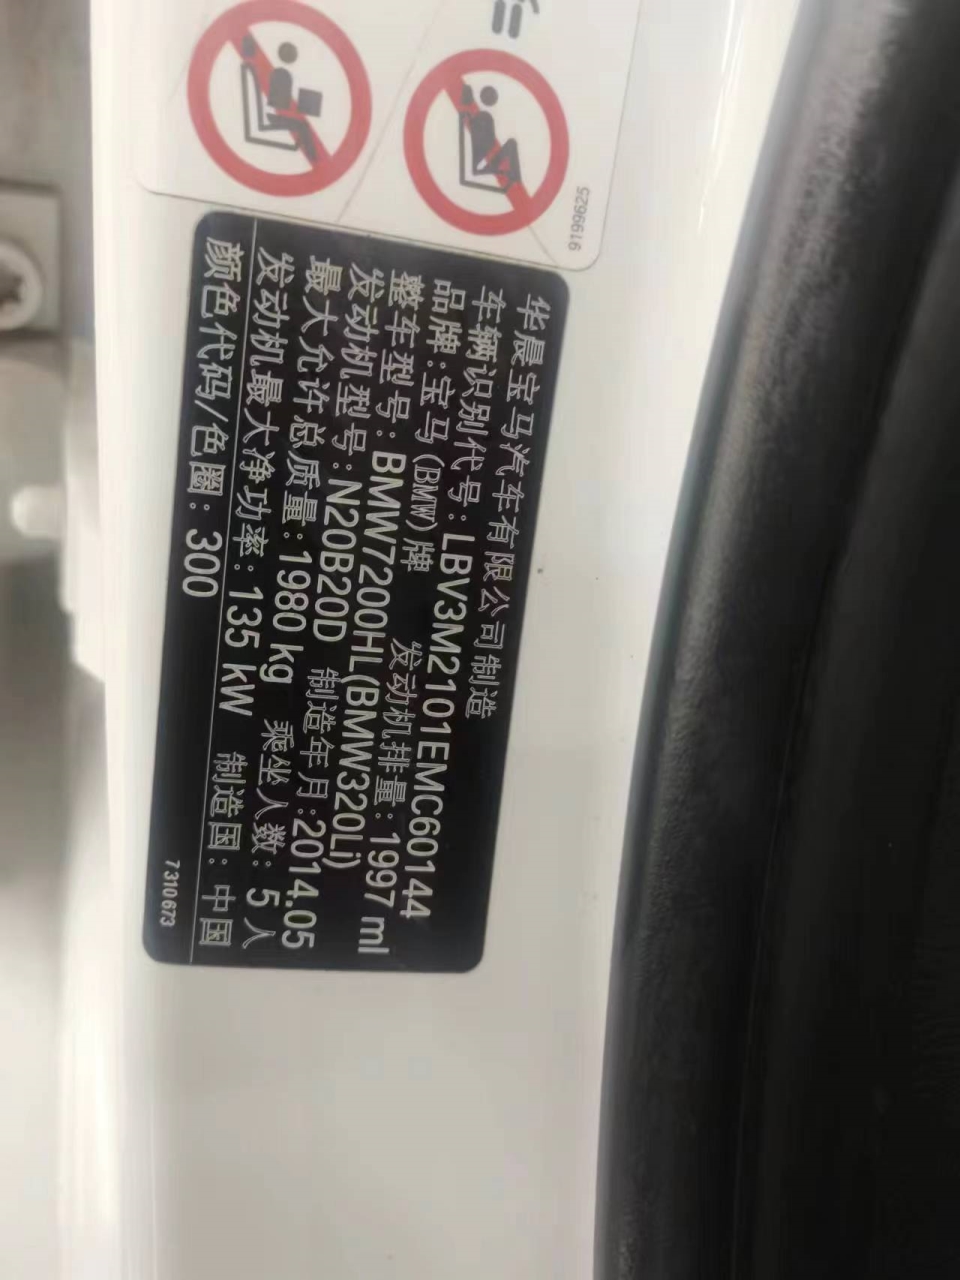 9199625
华晨宝马汽车有限公司制造
车辆识别代号:LBV3M2101EMC60144
品牌:宝马(BMW)牌 发动机排量:1997 ml
整车型号:BMW7200HL(BMW320Li)
发动机型号:N20B20D 制造年月:2014.05
最大允许总质量:1980 kg 乘坐人数:5人
发动机最大净功率:135 kW 制造国:中国
颜色代码/色圈:300
7310673